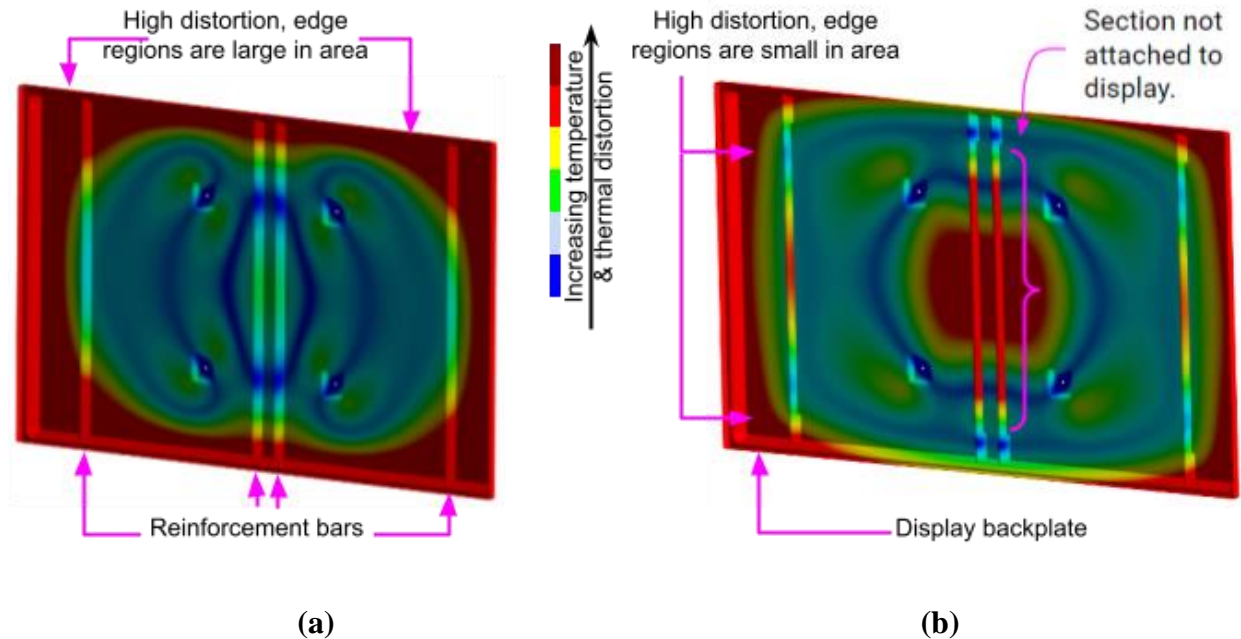 High distortion, edge
regions are large in area
Increasing temperature
& thermal distortion
High distortion, edge
regions are small in area
Section not
attached to
display.
Reinforcement bars
Display backplate
(a)
(b)